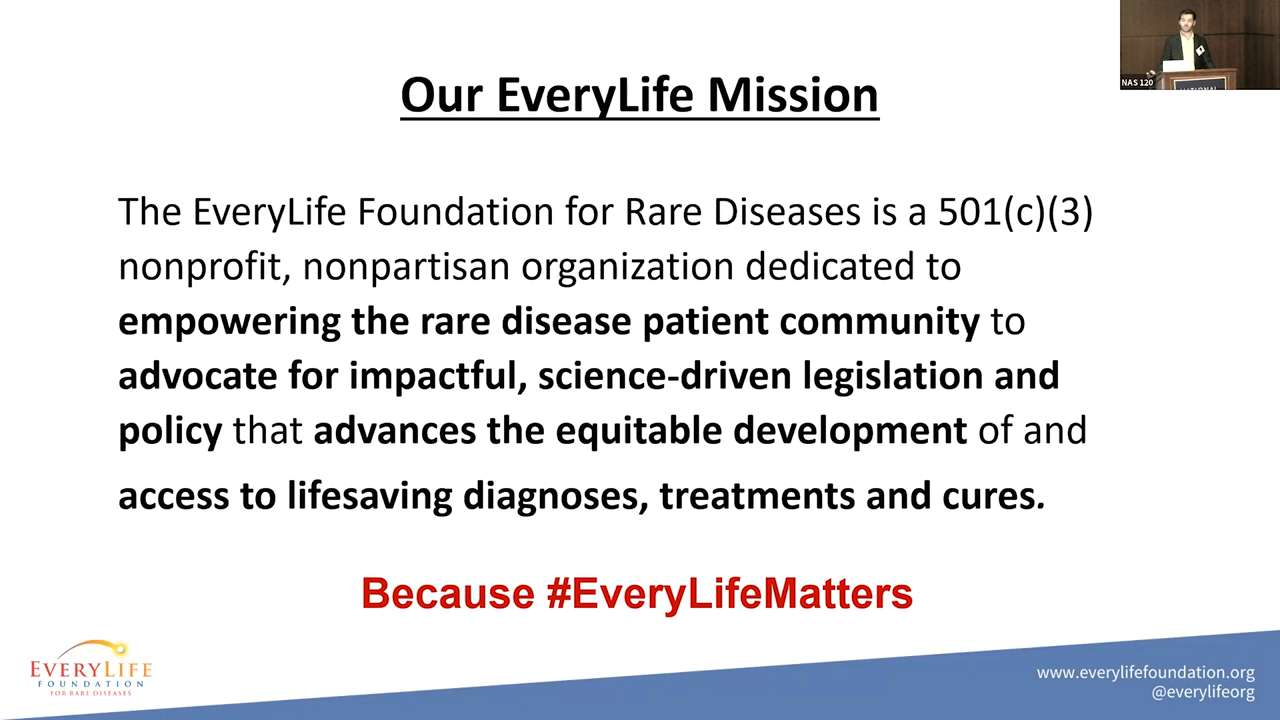 Our EveryLife Mission
NAS 120
The EveryLife Foundation for Rare Diseases is a 501(c)(3)
nonprofit, nonpartisan organization dedicated to
empowering the rare disease patient community to
advocate for impactful, science-driven legislation and
policy that advances the equitable development of and
access to lifesaving diagnoses, treatments and cures.
Because #EveryLifeMatters
EVERYLIFE
FOUNDATION
FOR RARE DISEASES
www.everylifefoundation.org
@everylifeorg